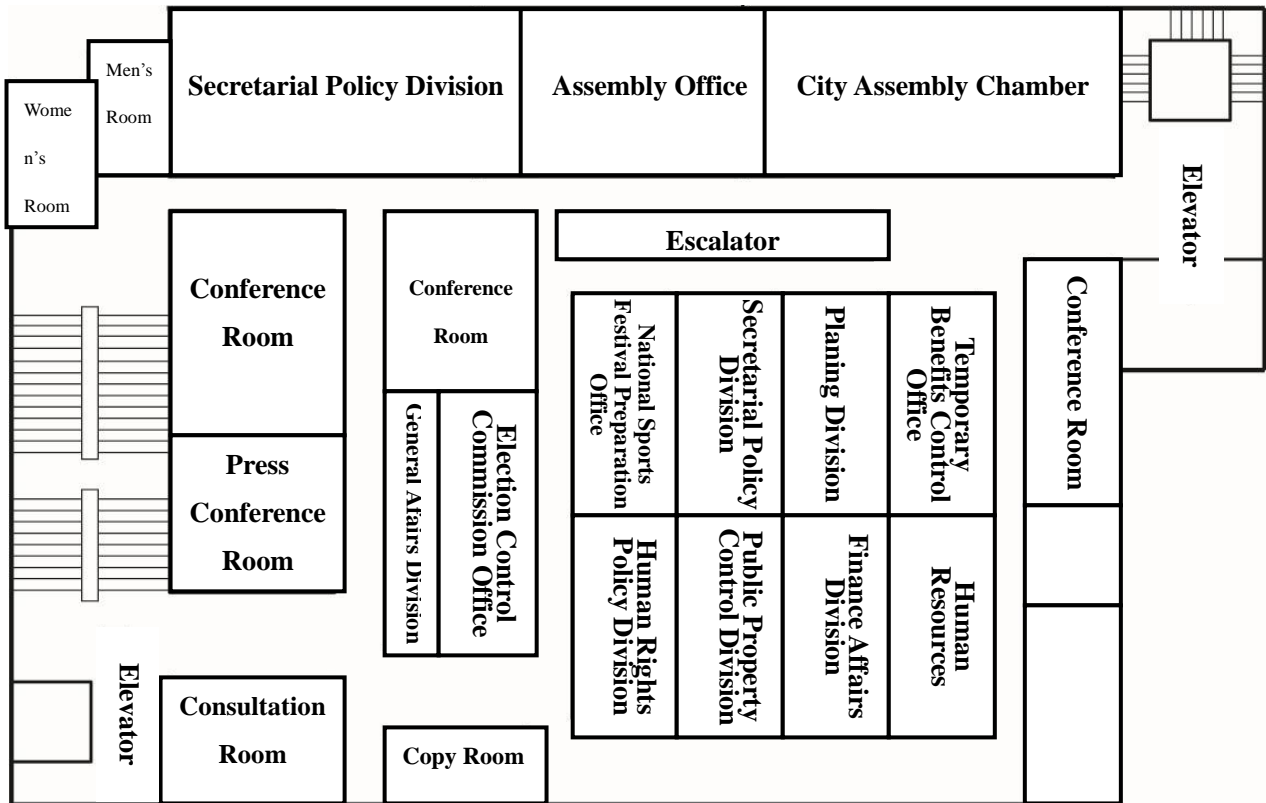 Men's
Room
Wome
n's
Room
Secretarial Policy Division
Assembly Office
City Assembly Chamber
Elevator
Escalator
Conference
Room
Conference
Room
Conference Room
National Sports
Festival Preparation
Office
Secretarial Policy
Division
Planing Division
Temporary
Benefits Control
Office
General Afairs Division
Election Control
Commission Office
Press
Conference
Room
Human Rights
Policy Division
Public Property
Control Division
Finance Affairs
Division
Human
Resources
Elevator
Consultation
Room
Copy Room